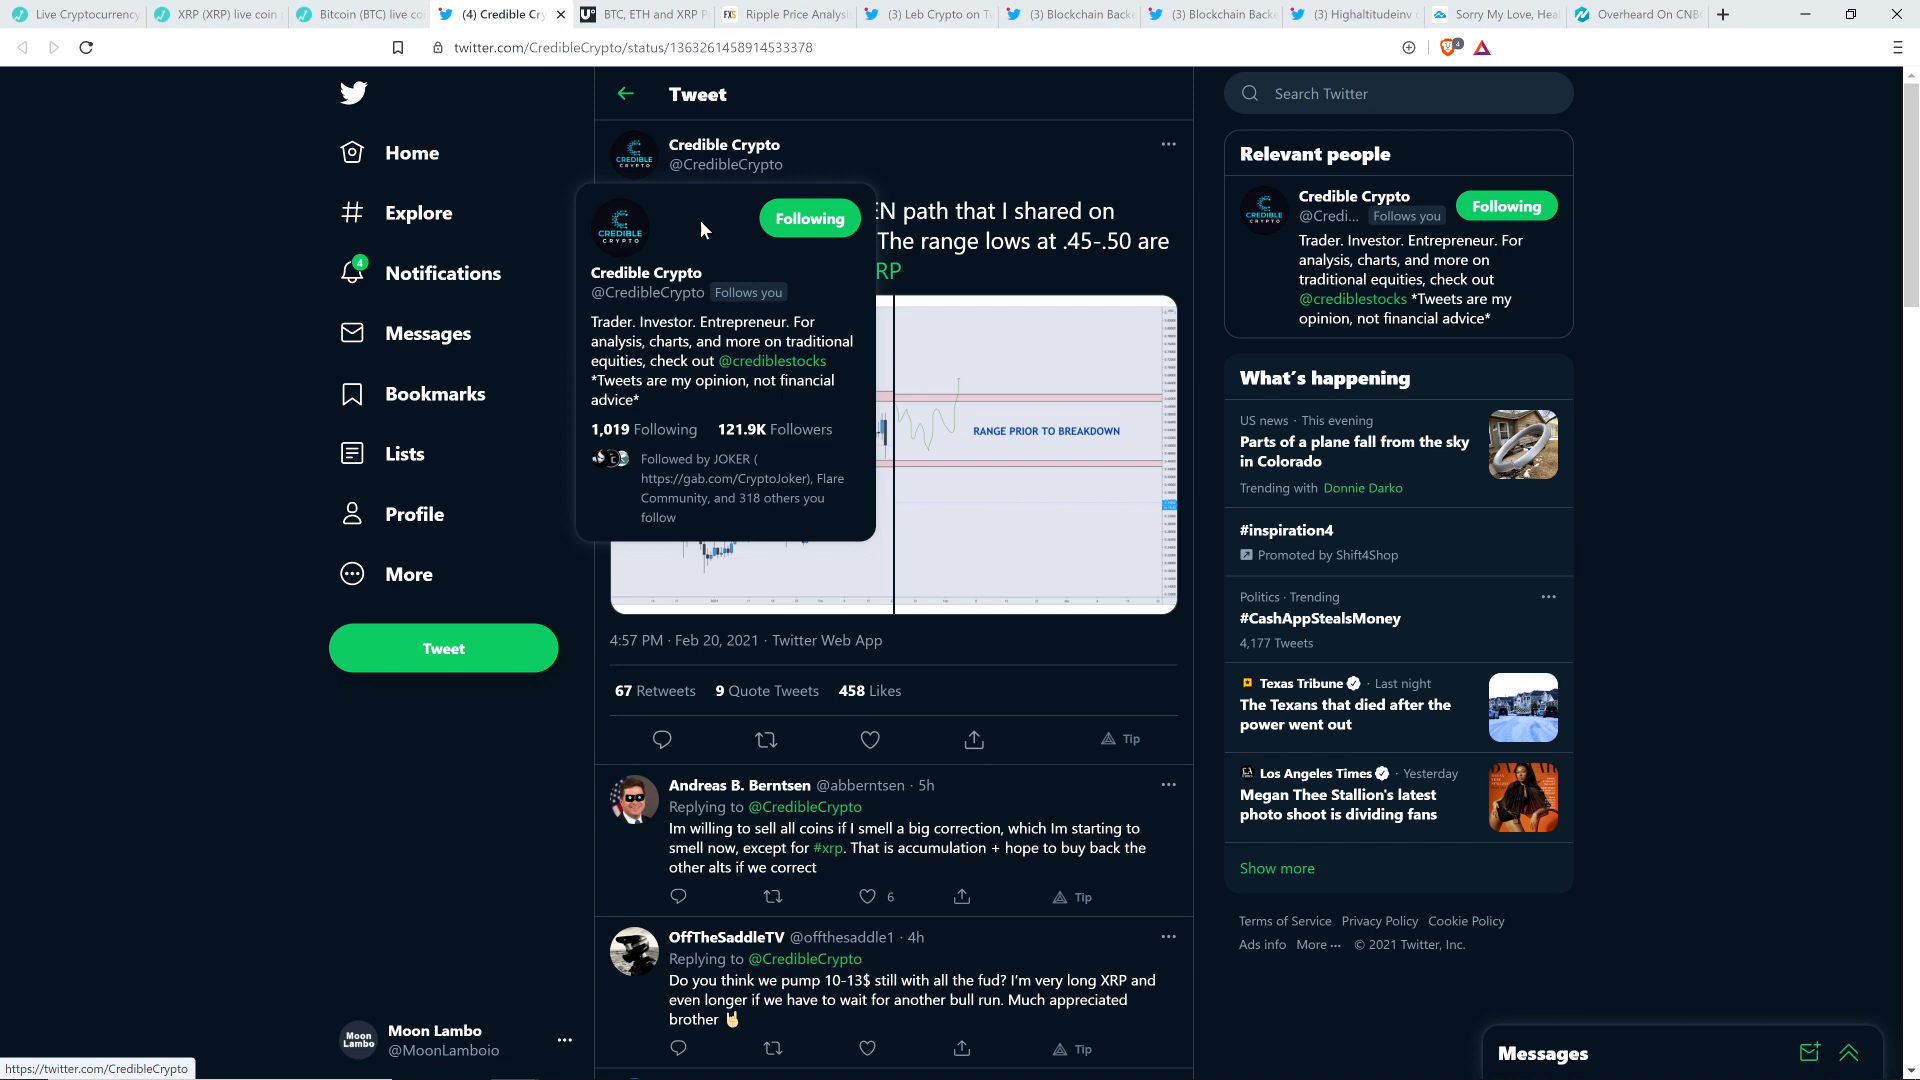 Live Cryptocurrency
XRP (XRP) live coin
Bitcoin (BTC) live co
(4) Credible Cry
BTC, ETH and XRP P
Ripple Price Analysi
(3) Leb Crypto on T
(3) Blockchain Backe
(3) Blockchain Backe
(3) Highaltitudeinv
Sorry My Love, Hea
Overheard On CNBC
twitter.com/CredibleCrypto/status/1363261458914533378
4
Home
Explore
4
Notifications
Messages
Bookmarks
Lists
Profile
More
Tweet
Moon Lambo
Moon Lambo
@MoonLamboio
https://twitter.com/CredibleCrypto
Tweet
CREDIBLE
CRYPTO
Credible Crypto
@CredibleCrypto
EN path that I shared on
The range lows at .45-.50 are
RP
CREDIBLE
CRYPTO
Following
Credible Crypto
@CredibleCrypto Follows you
Trader. Investor. Entrepreneur. For
analysis, charts, and more on traditional
equities, check out @crediblestocks
*Tweets are my opinion, not financial
advice*
1,019 Following 121.9K Followers
Followed by JOKER (
https://gab.com/CryptoJoker), Flare
Community, and 318 others you
follow
RANGE PRIOR TO BREAKDOWN
4:57 PM · Feb 20, 2021 · Twitter Web App
67 Retweets 9 Quote Tweets 458 Likes
Tip
Andreas B. Berntsen @abberntsen · 5h
Replying to @CredibleCrypto
Im willing to sell all coins if I smell a big correction, which Im starting to
smell now, except for #xrp. That is accumulation + hope to buy back the
other alts if we correct
6
Tip
OffTheSaddleTV @offthesaddle1 · 4h
Replying to @CredibleCrypto
Do you think we pump 10-13$ still with all the fud? I'm very long XRP and
even longer if we have to wait for another bull run. Much appreciated
brother 🤘🏻
Tip
Search Twitter
Relevant people
CREDIBLE
CRYPTO
Credible Crypto
@Credi... Follows you
Following
Trader. Investor. Entrepreneur. For
analysis, charts, and more on
traditional equities, check out
@crediblestocks *Tweets are my
opinion, not financial advice*
What's happening
US news · This evening
Parts of a plane fall from the sky
in Colorado
Trending with Donnie Darko
#inspiration4
Promoted by Shift4Shop
Politics · Trending
#CashAppStealsMoney
4,177 Tweets
Texas Tribune · Last night
The Texans that died after the
power went out
Los Angeles Times · Yesterday
Megan Thee Stallion's latest
photo shoot is dividing fans
Show more
Terms of Service Privacy Policy Cookie Policy
Ads info More ··· © 2021 Twitter, Inc.
Messages